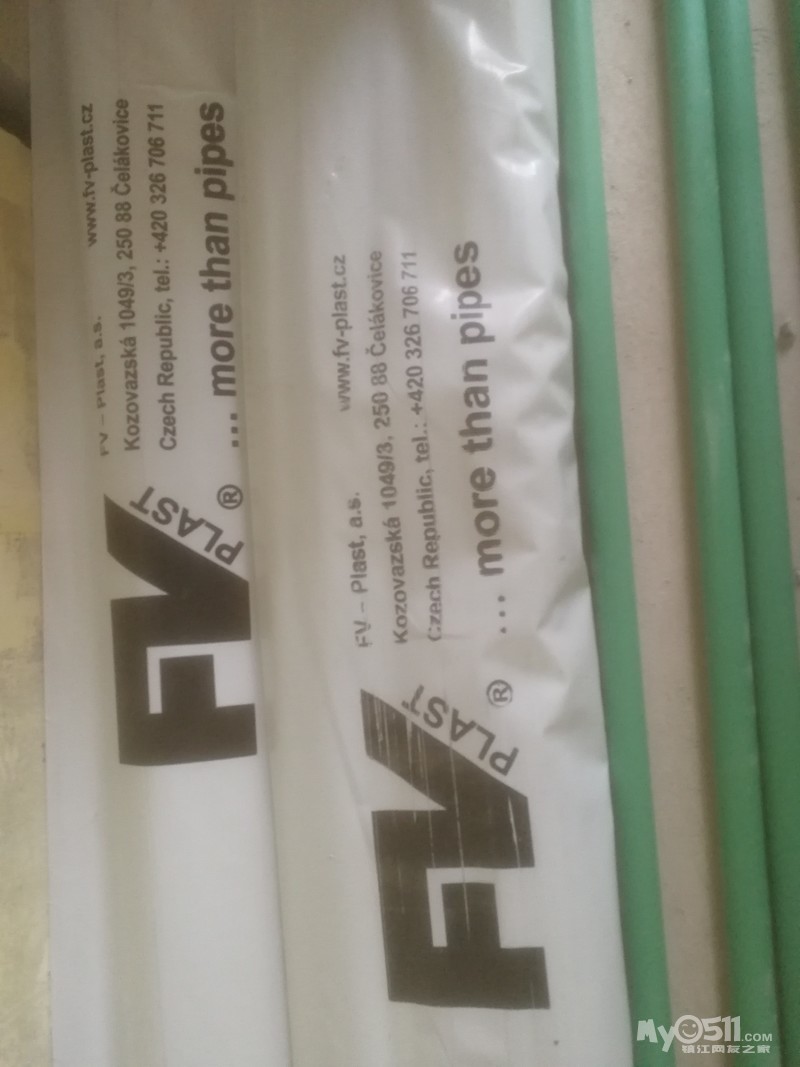 FV PLAST ®
FV – Plast, a.s. www.fv-plast.cz
Kozovazská 1049/3, 250 88 Čelákovice
Czech Republic, tel.: +420 326 706 711
... more than pipes
FV PLAST ®
FV – Plast, a.s. www.fv-plast.cz
Kozovazská 1049/3, 250 88 Čelákovice
Czech Republic, tel.: +420 326 706 711
... more than pipes
My0511.COM
镇江网友之家